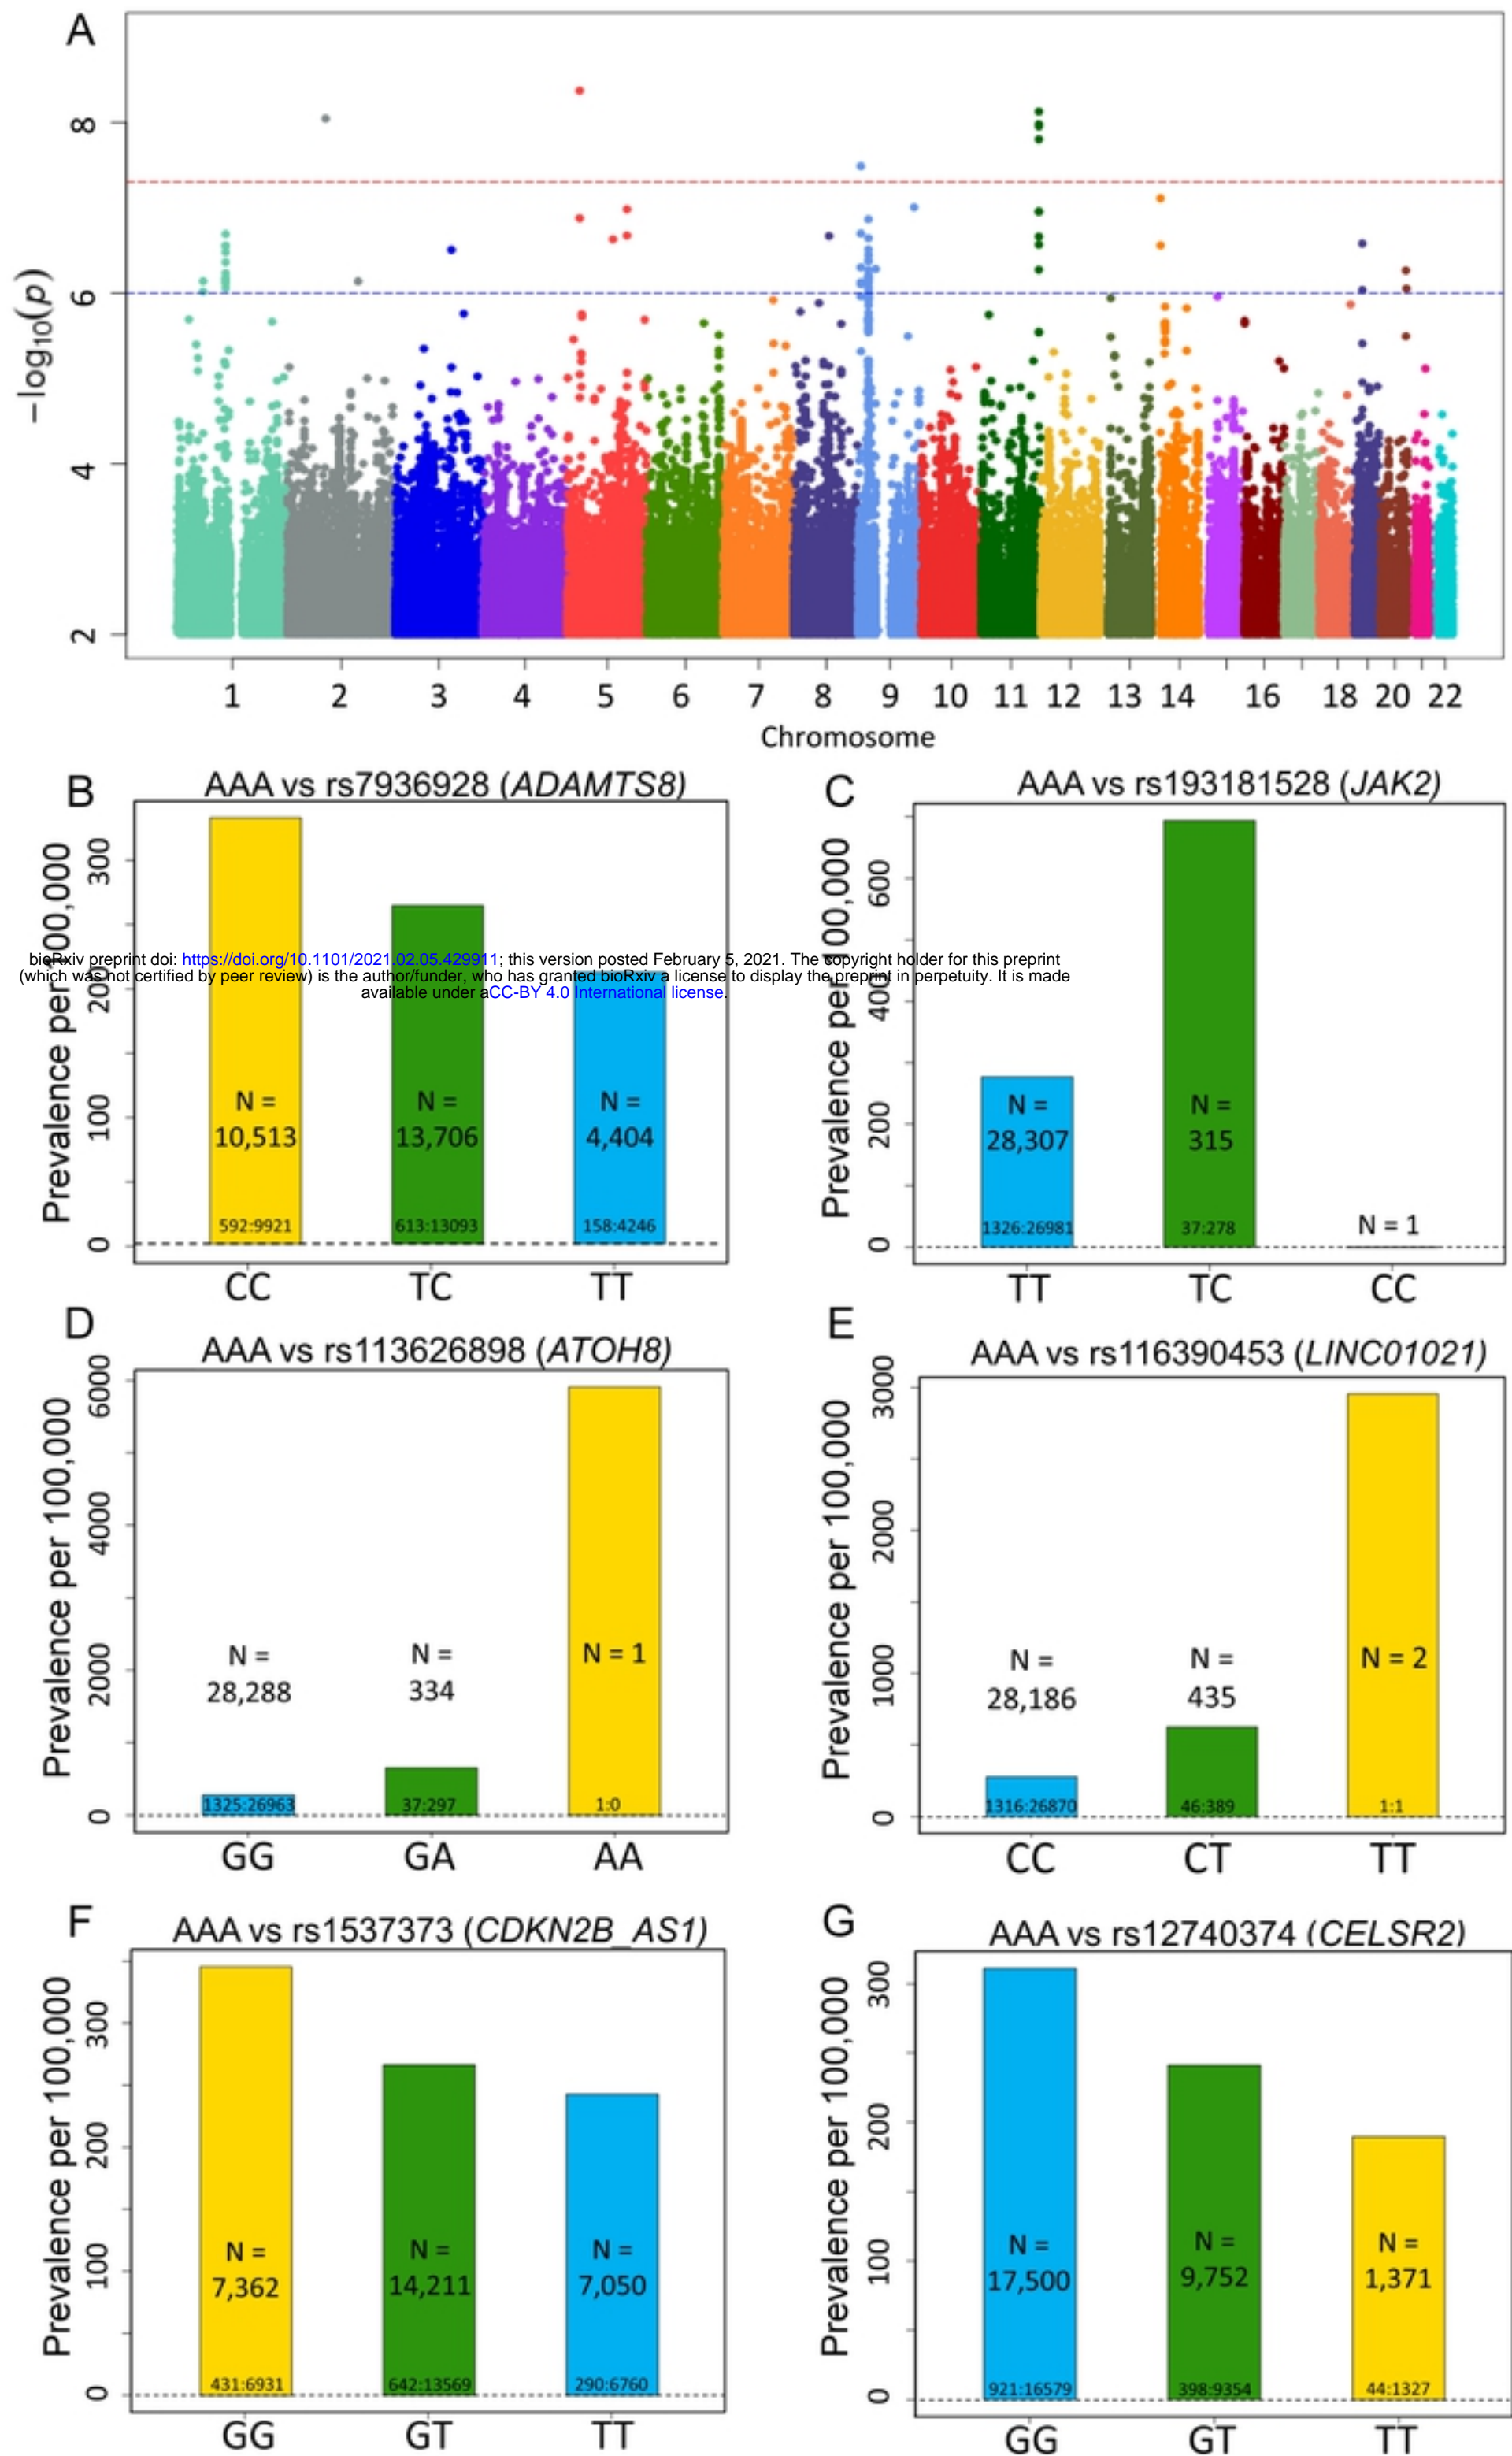 A
−log10(p)
8
6
4
2
1 2 3 4 5 6 7 8 9 10 11 12 13 14 16 18 20 22
Chromosome
B
AAA vs rs7936928 (ADAMTS8)
Prevalence per 100,000
300
200
100
0
N =
10,513
592:9921
N =
13,706
613:13093
N =
4,404
158:4246
CC TC TT
C
AAA vs rs193181528 (JAK2)
Prevalence per 100,000
600
400
200
0
N =
28,307
1326:26981
N =
315
37:278
N = 1
TT TC CC
bioRxiv preprint doi: https://doi.org/10.1101/2021.02.05.429911; this version posted February 5, 2021. The copyright holder for this preprint
(which was not certified by peer review) is the author/funder, who has granted bioRxiv a license to display the preprint in perpetuity. It is made
available under aCC-BY 4.0 International license.
D
AAA vs rs113626898 (ATOH8)
Prevalence per 100,000
6000
4000
2000
0
N =
28,288
1325:26963
N =
334
37:297
N = 1
1:0
GG GA AA
E
AAA vs rs116390453 (LINC01021)
Prevalence per 100,000
3000
2000
1000
0
N =
28,186
1316:26870
N =
435
46:389
N = 2
1:1
CC CT TT
F
AAA vs rs1537373 (CDKN2B_AS1)
Prevalence per 100,000
300
200
100
0
N =
7,362
431:6931
N =
14,211
642:13569
N =
7,050
290:6760
GG GT TT
G
AAA vs rs12740374 (CELSR2)
Prevalence per 100,000
300
200
100
0
N =
17,500
921:16579
N =
9,752
398:9354
N =
1,371
44:1327
GG GT TT